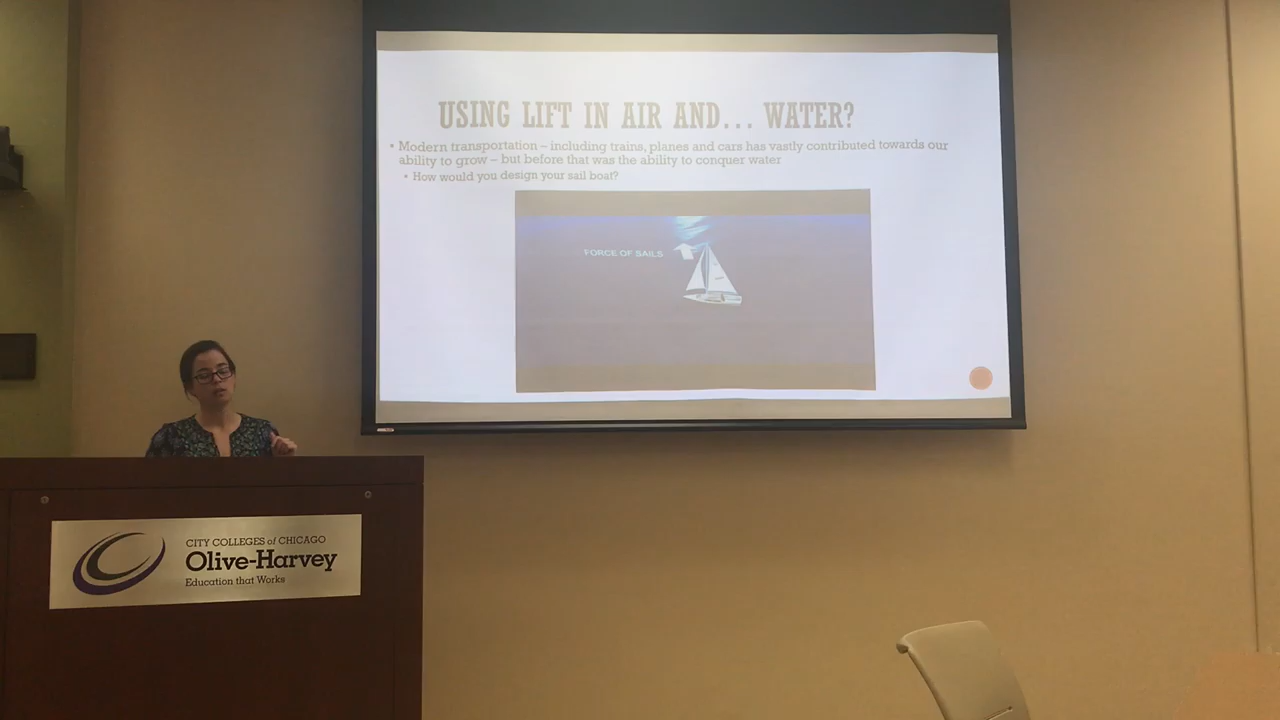 USING LIFT IN AIR AND... WATER?
• Modern transportation – including trains, planes and cars has vastly contributed towards our
ability to grow – but before that was the ability to conquer water
• How would you design your sail boat?
FORCE OF SAILS
CITY COLLEGES of CHICAGO
Olive-Harvey
Education that Works